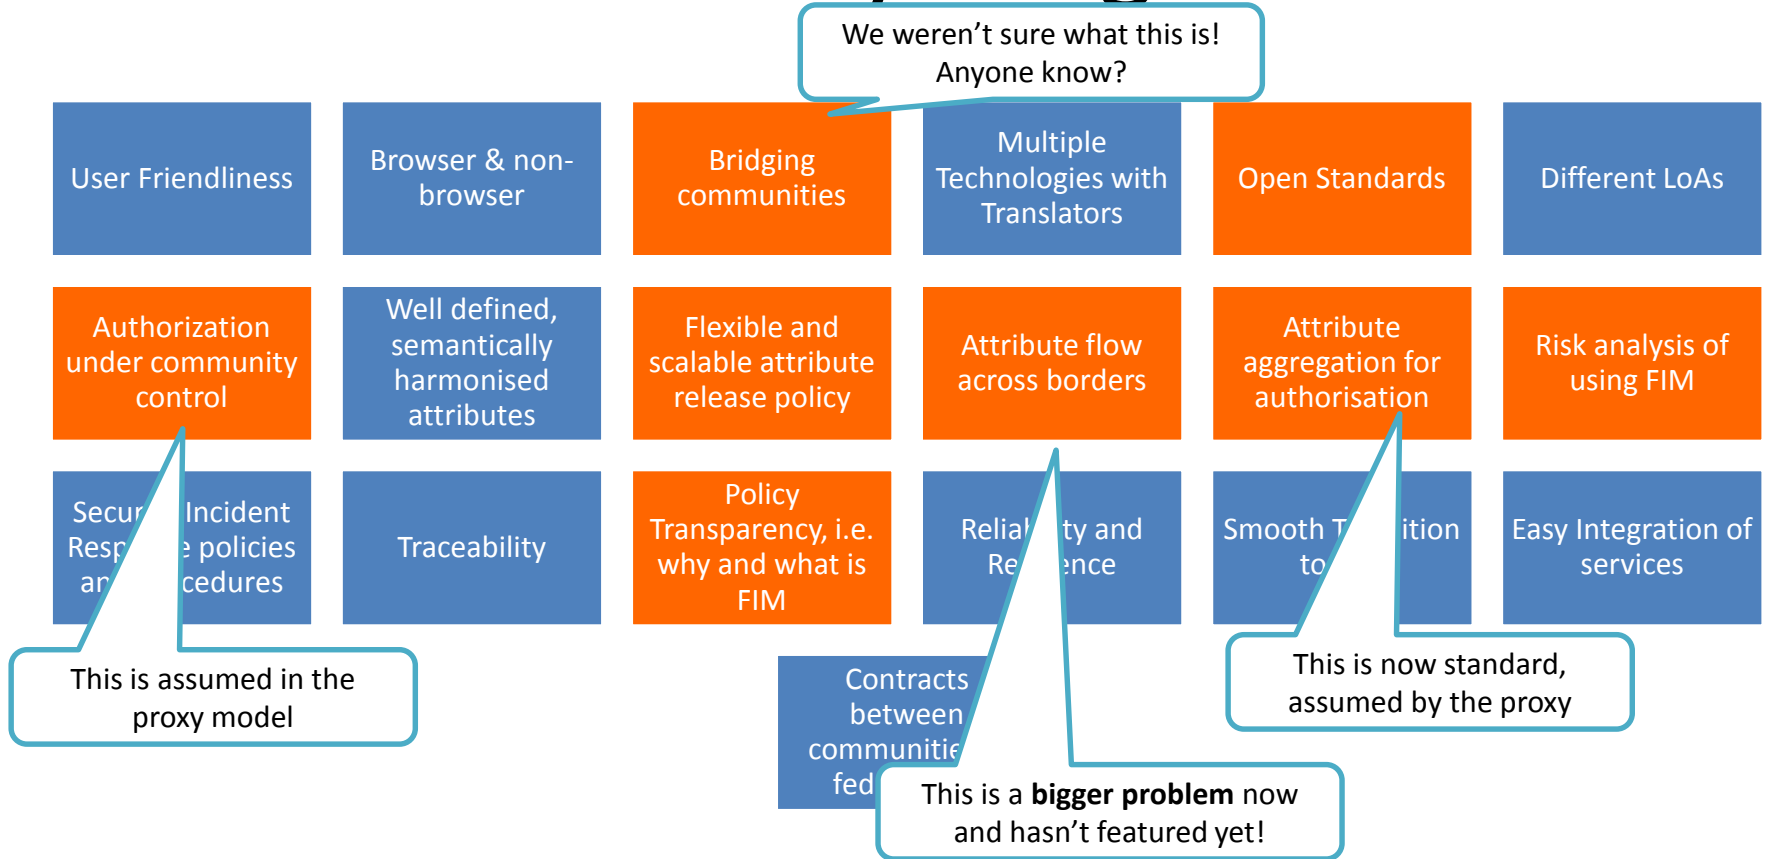 We weren't sure what this is!
Anyone know?
User Friendliness
Browser & non-
browser
Bridging
communities
Multiple
Technologies with
Translators
Open Standards
Different LoAs
Authorization
under community
control
Well defined,
semantically
harmonised
attributes
Flexible and
scalable attribute
release policy
Attribute flow
across borders
Attribute
aggregation for
authorisation
Risk analysis of
using FIM
Incident
policies
Traceability
Policy
Transparency, i.e.
why and what is
FIM
and
Smooth
to
Easy Integration of
services
This is assumed in the
proxy model
Contracts
between
This is now standard,
assumed by the proxy
This is a bigger problem now
and hasn't featured yet!